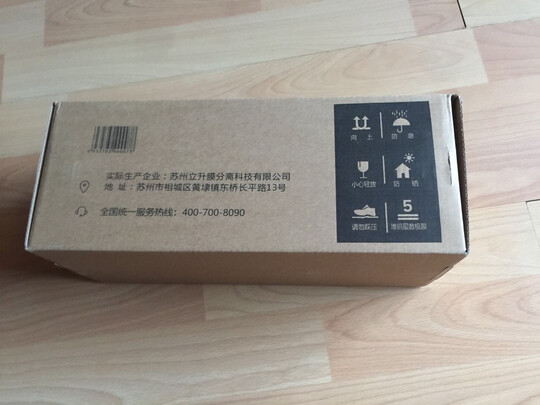 实际生产企业：苏州立升膜分离科技有限公司
地 址：苏州市相城区黄埭镇东桥长平路13号
全国统一服务热线：400-700-8090
向 上
防 潮
小心轻放
防 晒
5
请勿踩压
堆码层数极限